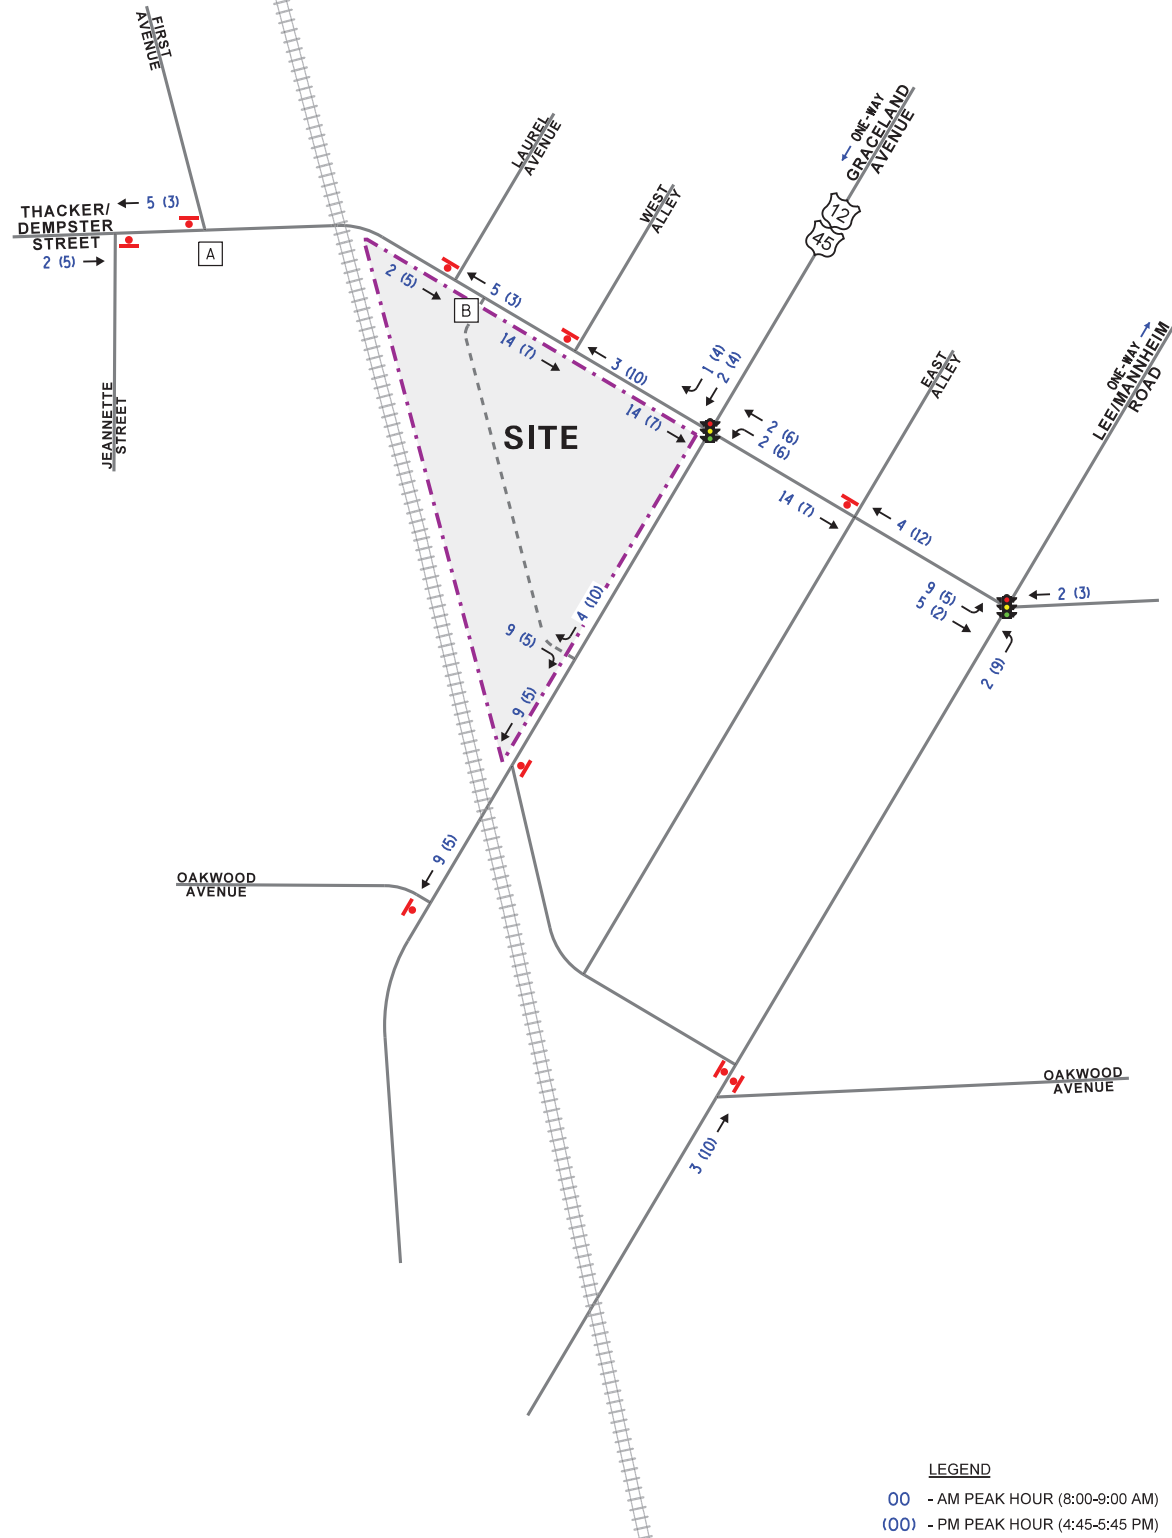 FIRST
AVENUE
LAUREL
AVENUE
WEST
ALLEY
ONE-WAY
GRACELAND
AVENUE
12
45
THACKER/
DEMPSTER
STREET
5 (3)
2 (5)
A
JEANNETTE
STREET
2 (5)
B
5 (3)
14 (7)
3 (10)
14 (7)
SITE
1 (4)
2 (4)
2 (6)
2 (6)
EAST
ALLEY
ONE-WAY
LEE/MANNHEIM
ROAD
14 (7)
4 (12)
9 (5)
5 (2)
2 (3)
2 (9)
4 (10)
9 (5)
9 (5)
9 (5)
OAKWOOD
AVENUE
OAKWOOD
AVENUE
3 (10)
LEGEND
00 - AM PEAK HOUR (8:00-9:00 AM)
(00) - PM PEAK HOUR (4:45-5:45 PM)